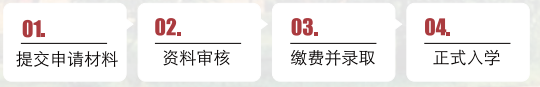 01.
提交申请材料
02.
资料审核
03.
缴费并录取
04.
正式入学